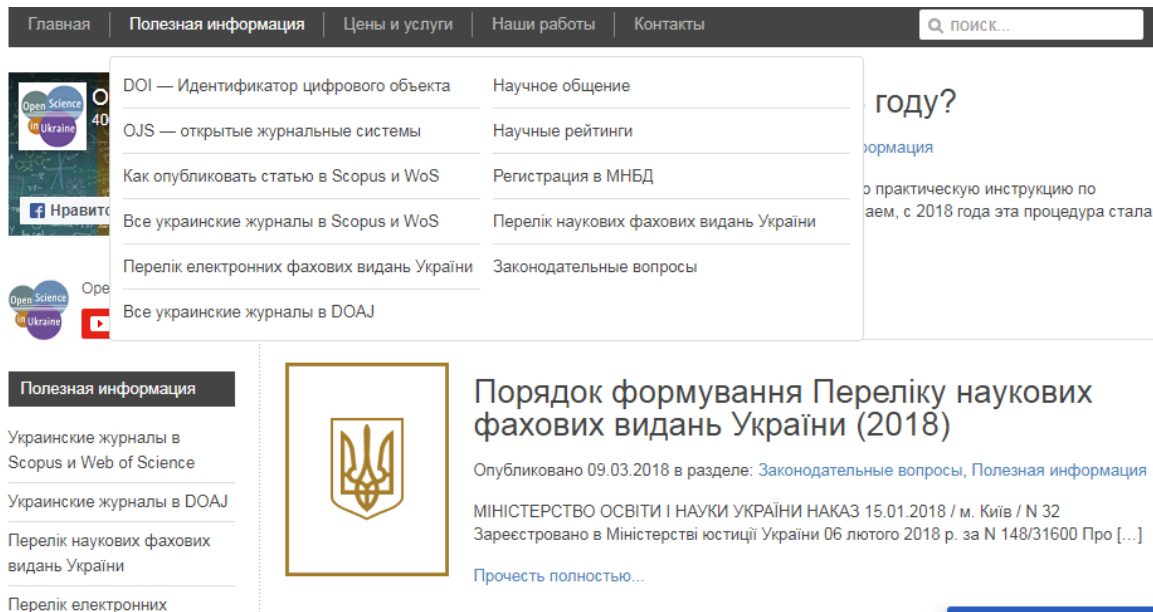 Главная
Полезная информация
Цены и услуги
Наши работы
Контакты
поиск...
DOI — Идентификатор цифрового объекта
OJS — открытые журнальные системы
Как опубликовать статью в Scopus и WoS
Все украинские журналы в Scopus и WoS
Перелік електронних фахових видань України
Все украинские журналы в DOAJ
Научное общение
Научные рейтинги
Регистрация в МНБД
Перелік наукових фахових видань України
Законодательные вопросы
Open Science
in Ukraine
O
40
Нравитс
году?
ормация
о практическую инструкцию по
аем, с 2018 года эта процедура стала
Open Science
in Ukraine
Ope
Полезная информация
Украинские журналы в
Scopus и Web of Science
Украинские журналы в DOAJ
Перелік наукових фахових
видань України
Перелік електронних
Порядок формування Переліку наукових
фахових видань України (2018)
Опубликовано 09.03.2018 в разделе: Законодательные вопросы, Полезная информация
МІНІСТЕРСТВО ОСВІТИ І НАУКИ УКРАЇНИ НАКАЗ 15.01.2018 / м. Київ / N 32
Зареєстровано в Міністерстві юстиції України 06 лютого 2018 р. за N 148/31600 Про […]
Прочесть полностью...